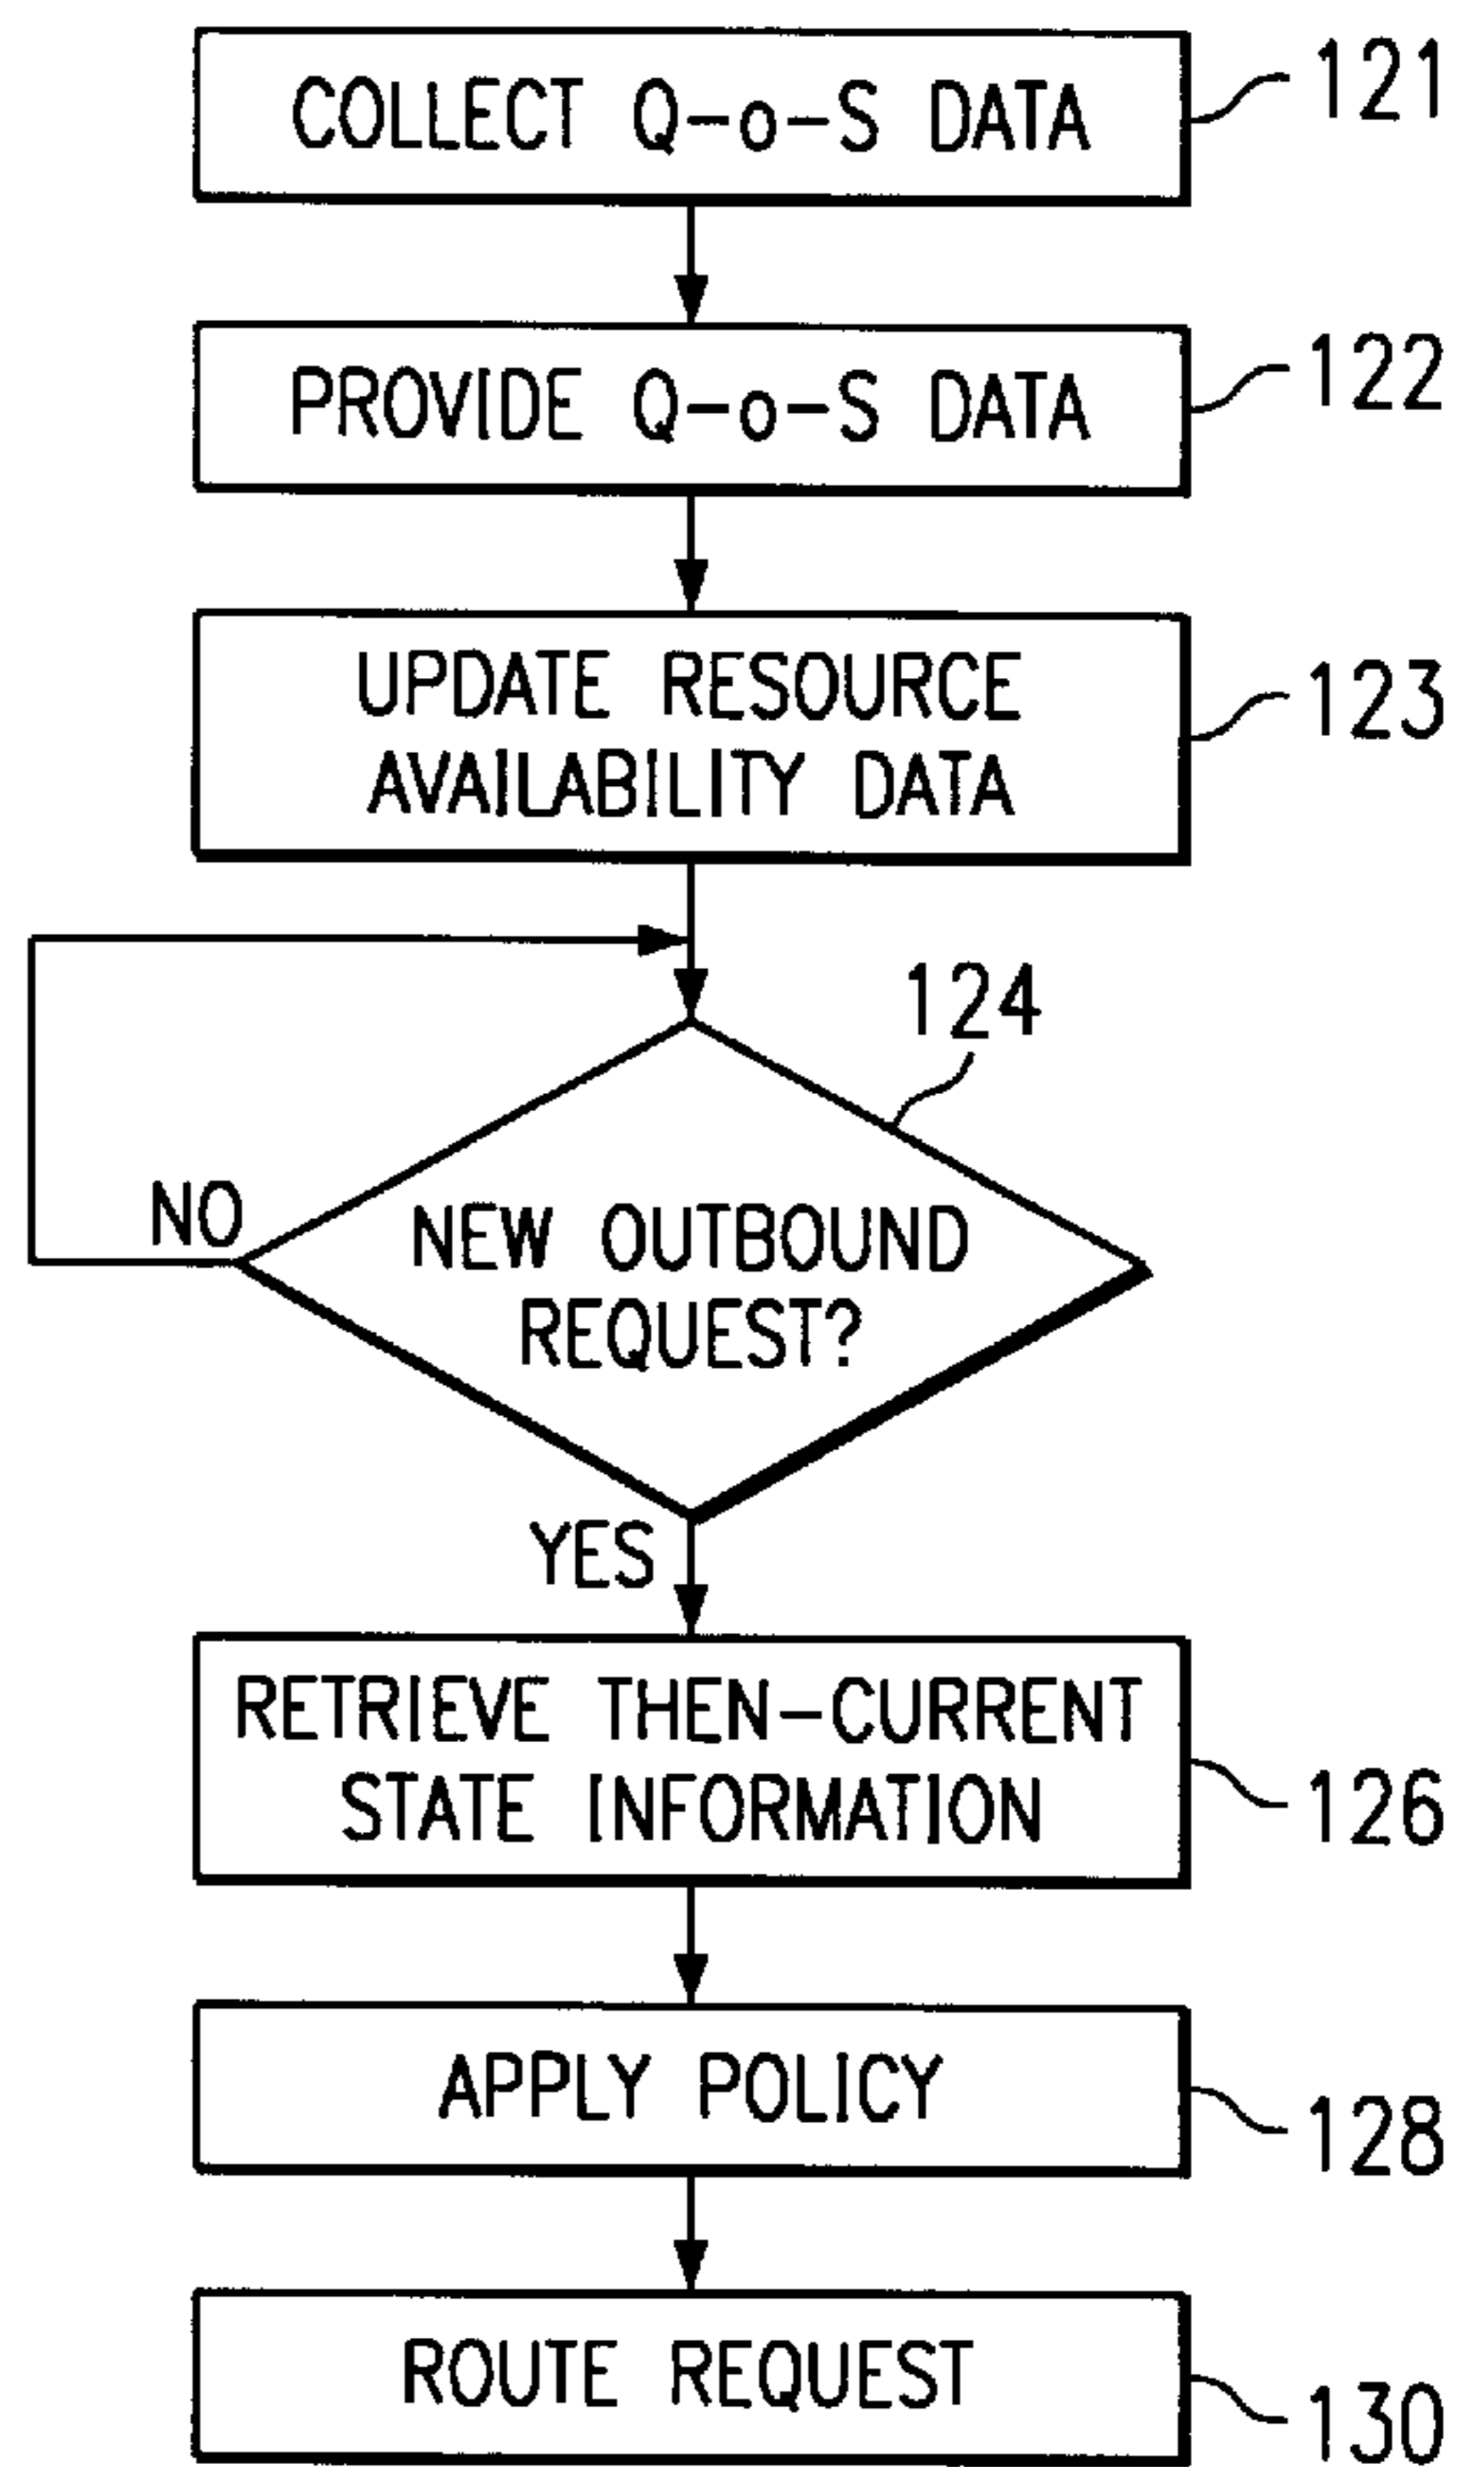 COLLECT Q-o-S DATA
121
PROVIDE Q-o-S DATA
122
UPDATE RESOURCE
AVAILABILITY DATA
123
124
NO
NEW OUTBOUND
REQUEST?
YES
RETRIEVE THEN-CURRENT
STATE INFORMATION
126
APPLY POLICY
128
ROUTE REQUEST
130